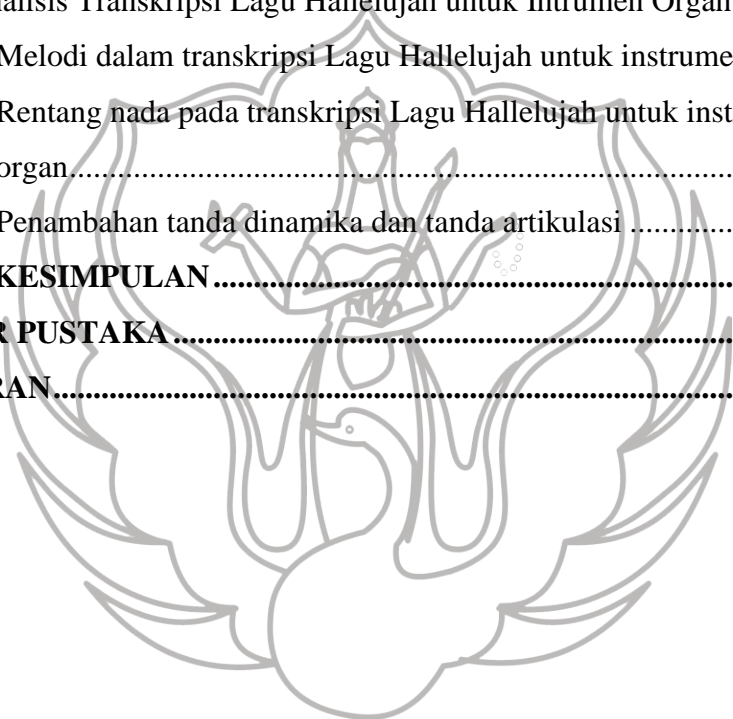 nalisis Transkripsi Lagu Hallelujah untuk Intrumen Organ
Melodi dalam transkripsi Lagu Hallelujah untuk instrume
Rentang nada pada transkripsi Lagu Hallelujah untuk inst
organ......................................................................................................
Penambahan tanda dinamika dan tanda artikulasi .............
KESIMPULAN.................................................................
R PUSTAKA......................................................................
RAN.....................................................................................